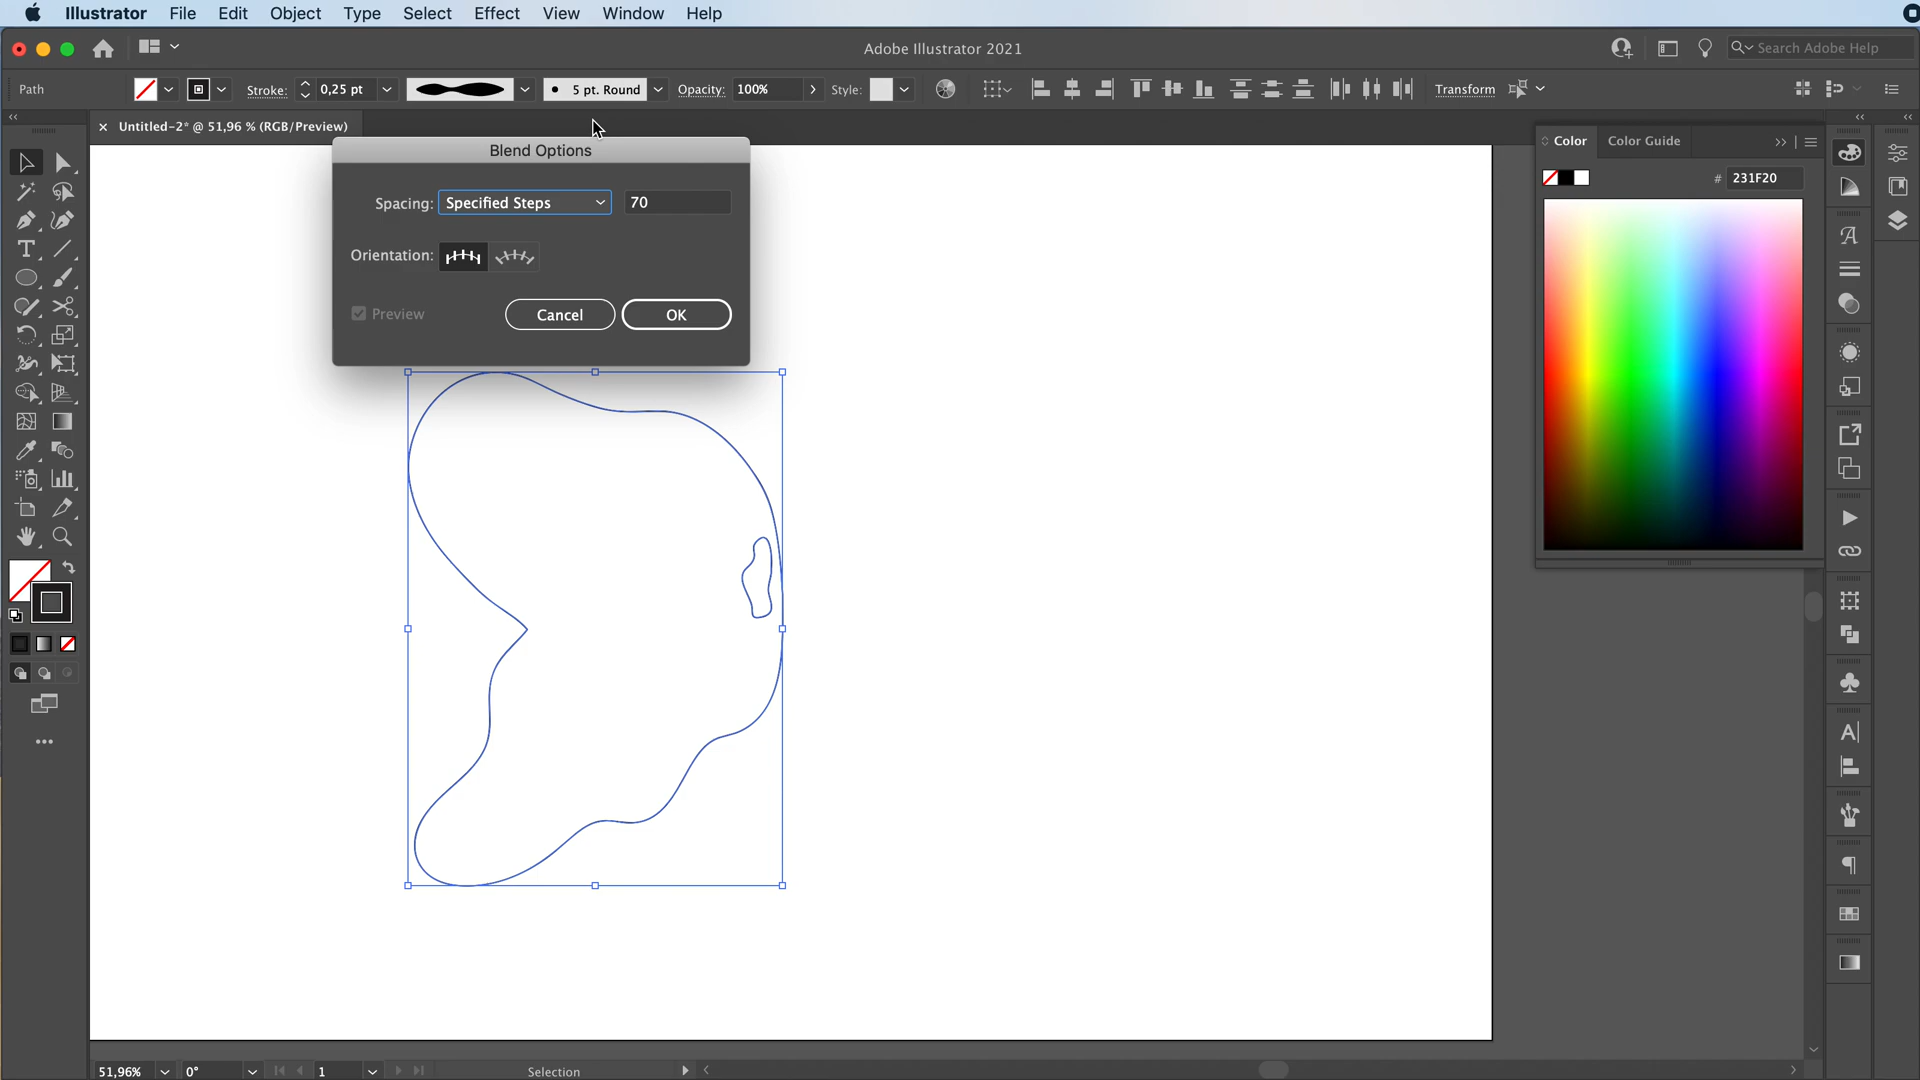 Illustrator File Edit Object Type Select Effect View Window Help
Adobe Illustrator 2021
Search Adobe Help
Path Stroke: 0,25 pt 5 pt. Round Opacity: 100% Style: Transform
Untitled-2* @ 51,96 % (RGB/Preview)
Blend Options
Spacing: Specified Steps 70
Orientation:
Preview Cancel OK
Color Color Guide
# 231F20
51,96% 0° 1 Selection